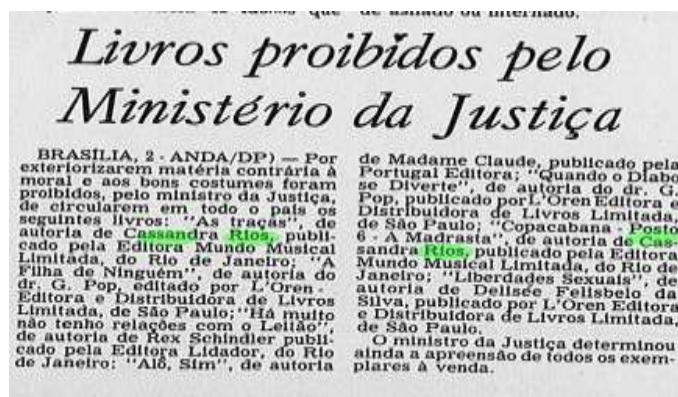 de asilado ou internado.
Livros proibidos pelo
Ministério da Justiça
BRASÍLIA, 2 - ANDA/DP) — Por
exteriorizarem matéria contrária à
moral e aos bons costumes foram
proibidos, pelo ministro da Justiça,
de circularem em todo o país os
seguintes livros: "As traças", de
autoria de Cassandra Rios, publi-
cado pela Editora Mundo Musical
Limitada, do Rio de Janeiro; "A
Filha de Ninguém", de autoria do
dr. G. Pop, editado por L'Oren -
Editora e Distribuidora de Livros
Limitada, de São Paulo; "Há muito
não tenho relações com o Leitão",
de autoria de Rex Schindler publi-
cado pela Editora Lidador, do Rio
de Janeiro; "Alô, Sim", de autoria
de Madame Claude, publicado pela
Portugal Editora; "Quando o Diabo
se Diverte", de autoria do dr. G.
Pop, publicado por L'Oren Editora e
Distribuidora de Livros Limitada,
de São Paulo; "Copacabana - Posto
6 - A Madrasta", de autoria de Cas-
sandra Rios, publicado pela Editora
Mundo Musical Limitada, do Rio de
Janeiro; "Liberdades Sexuais", de
autoria de Delisée Felisbelo da
Silva, publicado por L'Oren Editora
e Distribuidora de Livros Limitada,
de São Paulo.
O ministro da Justiça determinou
ainda a apreensão de todos os exem-
plares à venda.